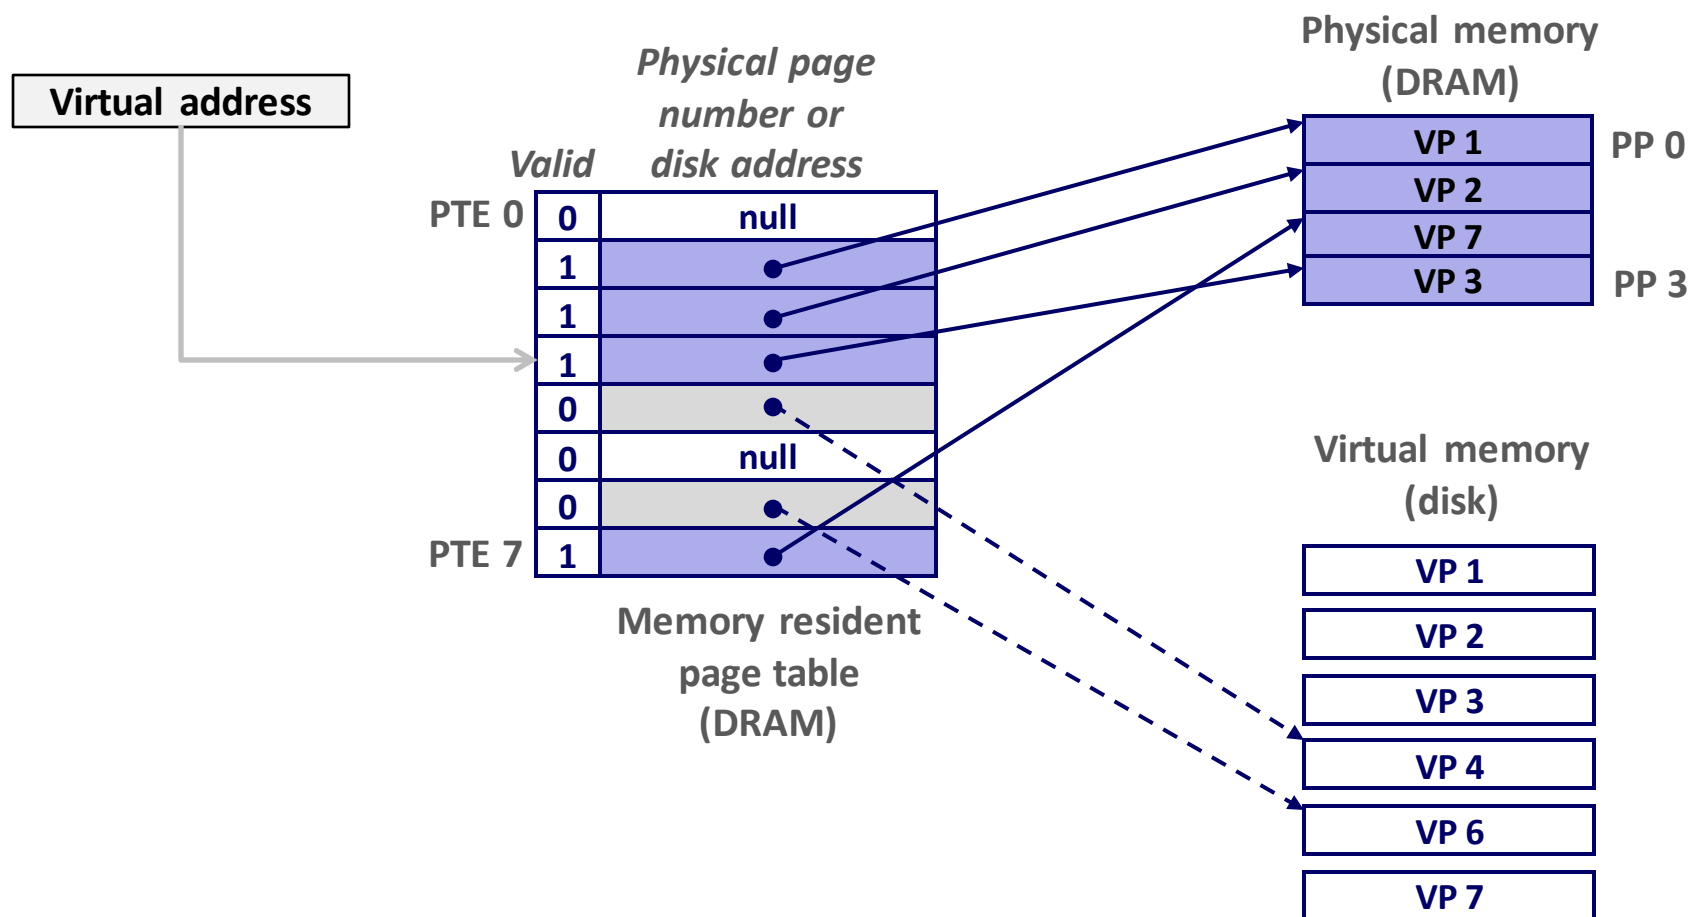 Virtual address
Physical page
number or
disk address
Valid
PTE 0
0
null
1
1
1
0
0
null
0
PTE 7
1
Memory resident
page table
(DRAM)
Physical memory
(DRAM)
VP 1
PP 0
VP 2
VP 7
VP 3
PP 3
Virtual memory
(disk)
VP 1
VP 2
VP 3
VP 4
VP 6
VP 7